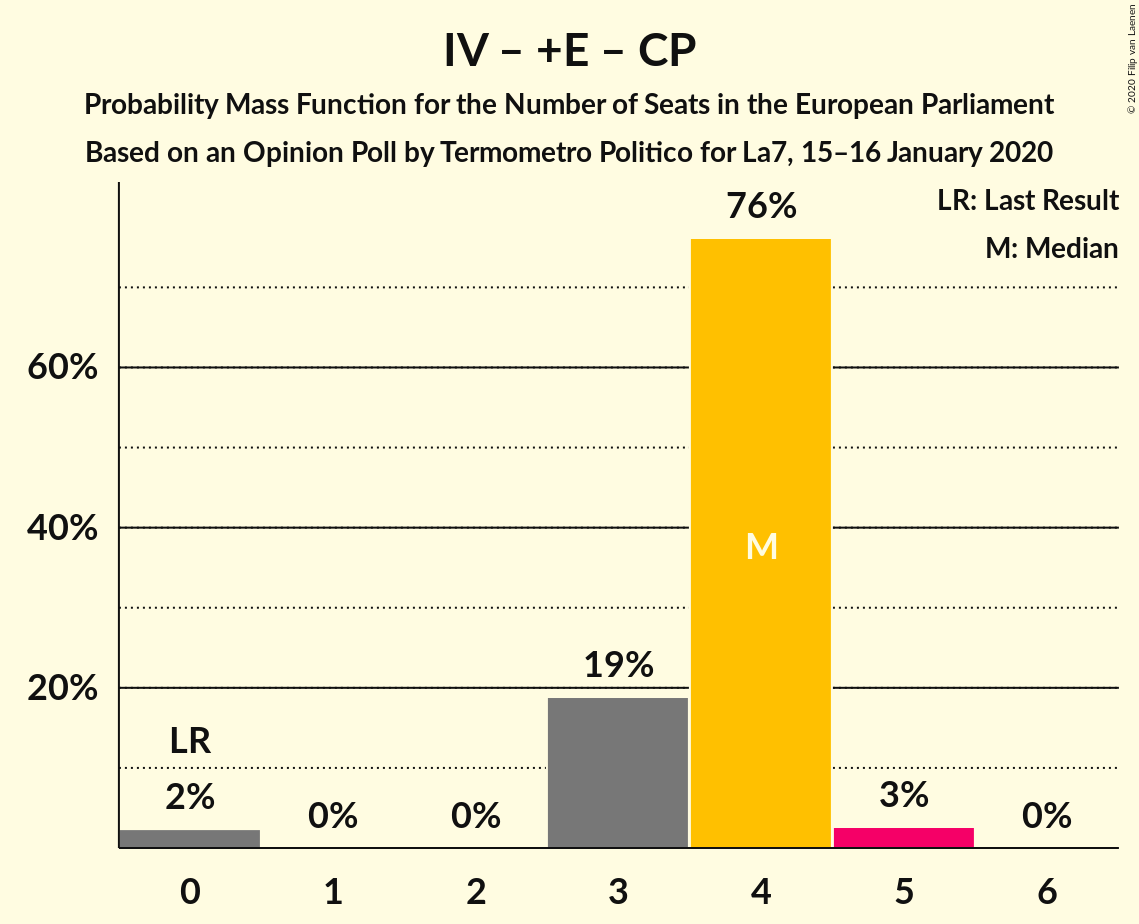 IV – +E – CP
Probability Mass Function for the Number of Seats in the European Parliament
Based on an Opinion Poll by Termometro Politico for La7, 15–16 January 2020
© 2020 Filip van Laenen
LR: Last Result
M: Median
76%
60%
40%
M
19%
20%
LR
2%
0%
0%
3%
0%
0
1
2
3
4
5
6